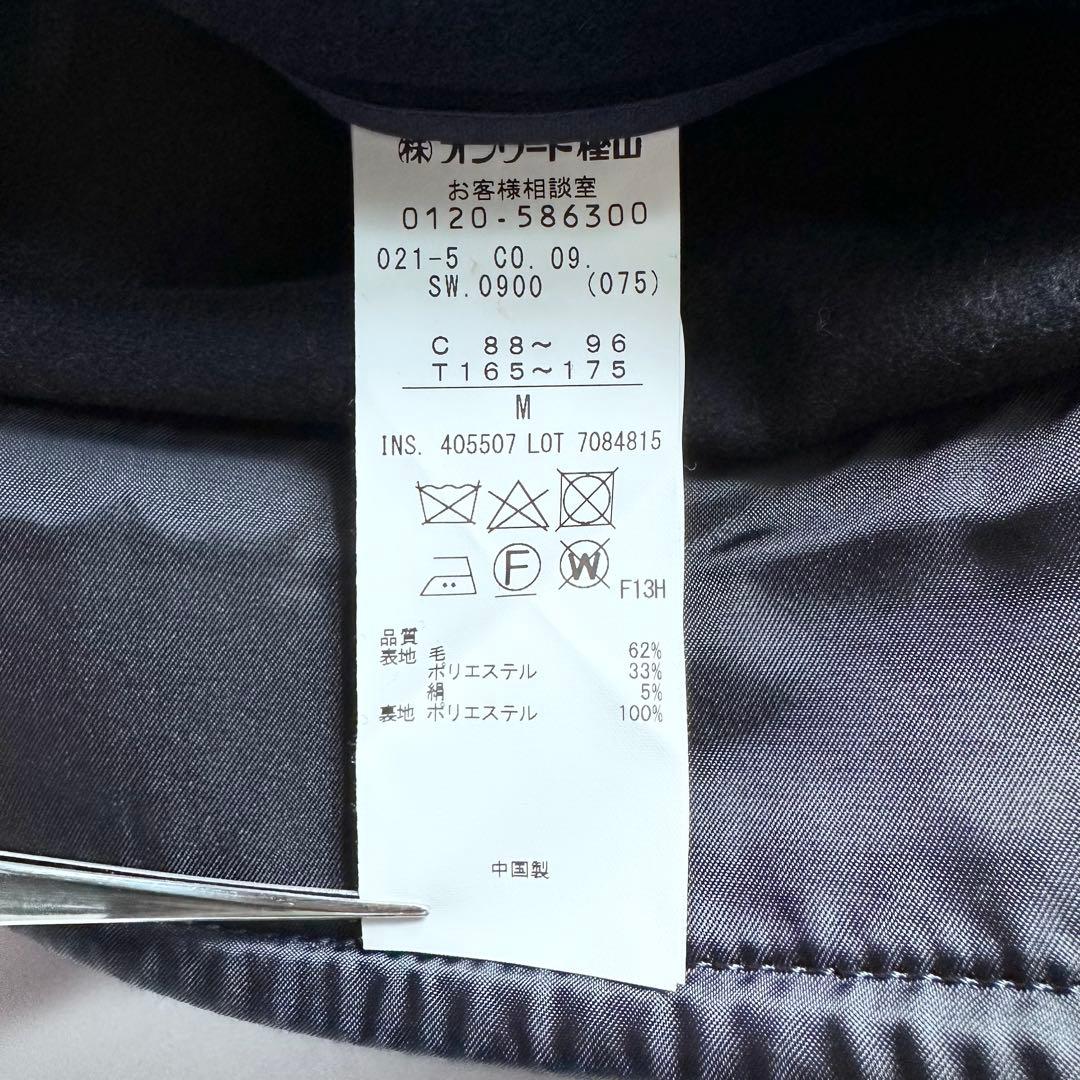 ㈱ オンワード樫山
お客様相談室
0120-586300
021-5 CO.09.
SW.0900 (075)
C 88～ 96
T165～175
M
INS. 405507 LOT 7084815
F
W F13H
品質
表地 毛 62%
ポリエステル 33%
絹 5%
裏地 ポリエステル 100%
中国製